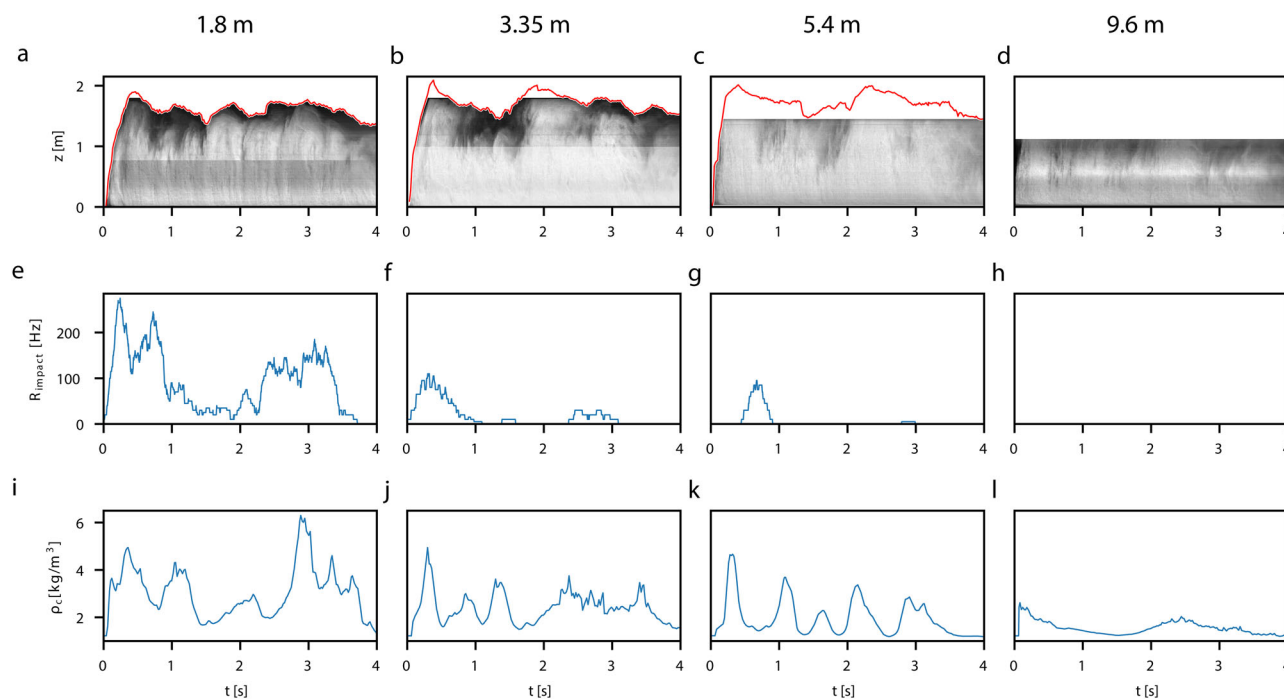 1.8 m 3.35 m 5.4 m 9.6 m
a b c d
z [m]
2
1
0
0 1 2 3 4 0 1 2 3 4 0 1 2 3 4 0 1 2 3 4
e f g h
R_impact [Hz]
200
100
0
0 1 2 3 4 0 1 2 3 4 0 1 2 3 4 0 1 2 3 4
i j k l
ρ_c [kg/m³]
6
4
2
0 1 2 3 4 0 1 2 3 4 0 1 2 3 4 0 1 2 3 4
t [s] t [s] t [s] t [s]